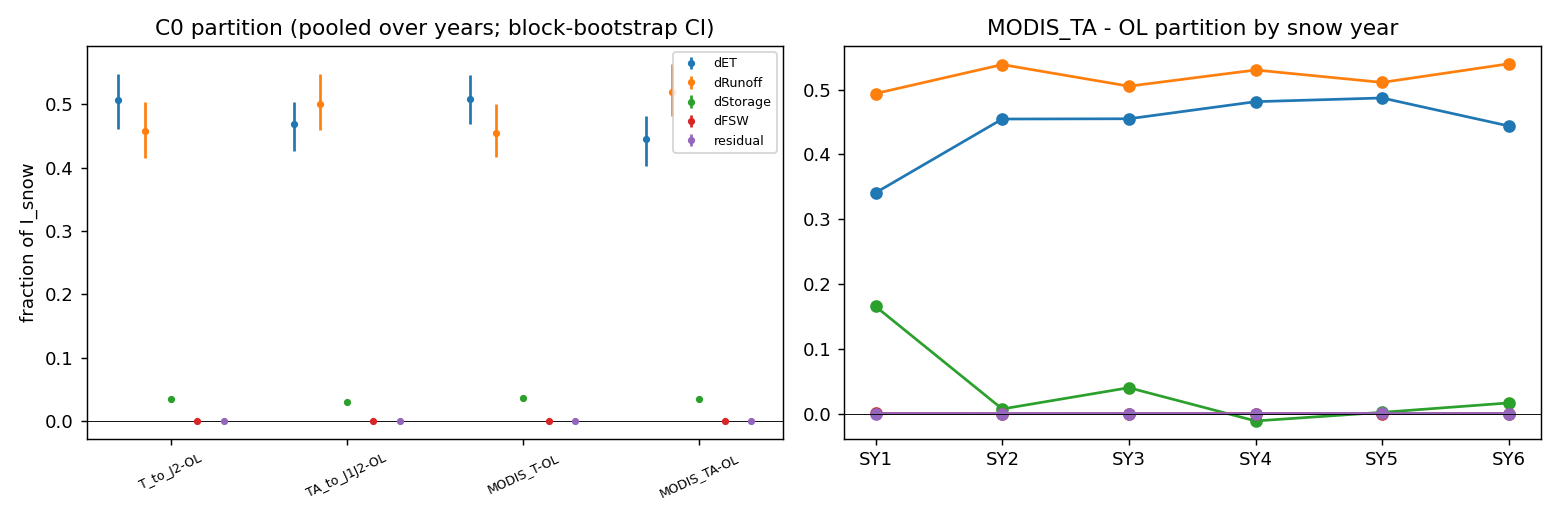 C0 partition (pooled over years; block-bootstrap CI)
fraction of I_snow
0.5
0.4
0.3
0.2
0.1
0.0
dET
dRunoff
dStorage
dFSW
residual
T_to_J2-OL
TA_to_J1J2-OL
MODIS_T-OL
MODIS_TA-OL
MODIS_TA - OL partition by snow year
0.5
0.4
0.3
0.2
0.1
0.0
SY1
SY2
SY3
SY4
SY5
SY6